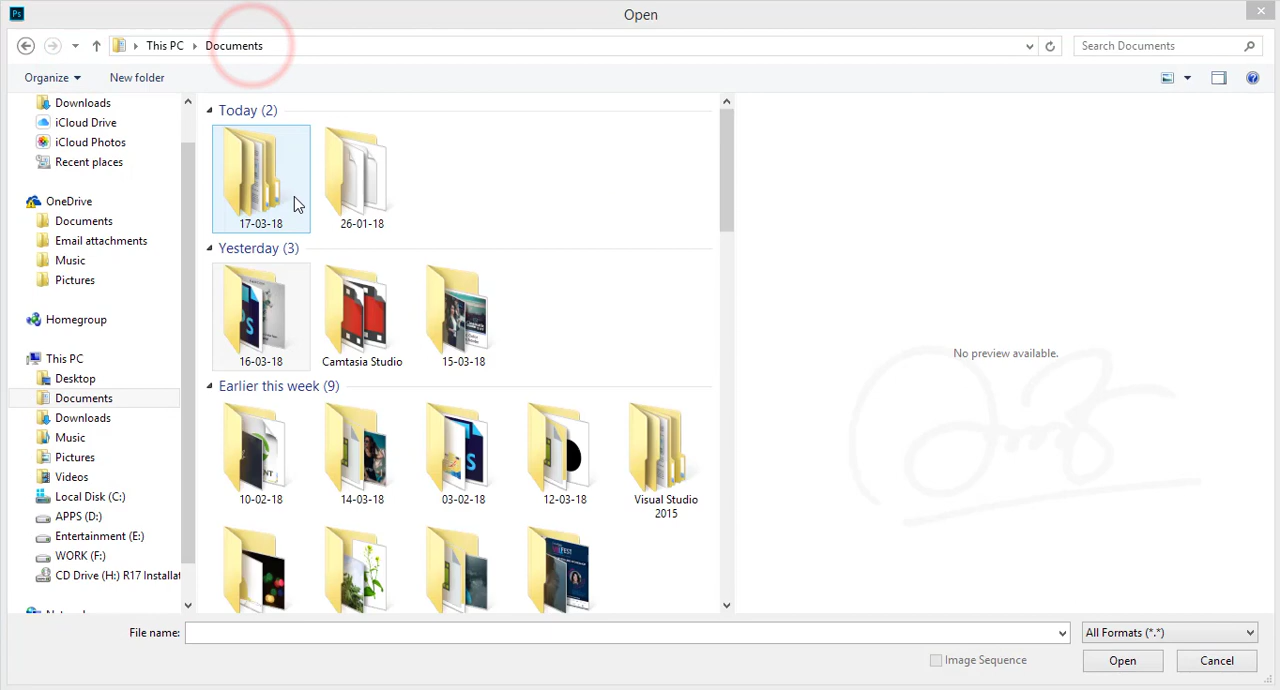 Ps
Open
This PC
Documents
Search Documents
Organize
New folder
Downloads
iCloud Drive
iCloud Photos
Recent places
OneDrive
Documents
Email attachments
Music
Pictures
Homegroup
This PC
Desktop
Documents
Downloads
Music
Pictures
Videos
Local Disk (C:)
APPS (D:)
Entertainment (E:)
WORK (F:)
CD Drive (H:) R17 Installat
Today (2)
17-03-18
26-01-18
Yesterday (3)
16-03-18
Camtasia Studio
15-03-18
Earlier this week (9)
10-02-18
14-03-18
03-02-18
12-03-18
Visual Studio
2015
No preview available.
File name:
All Formats (*.*)
Image Sequence
Open
Cancel